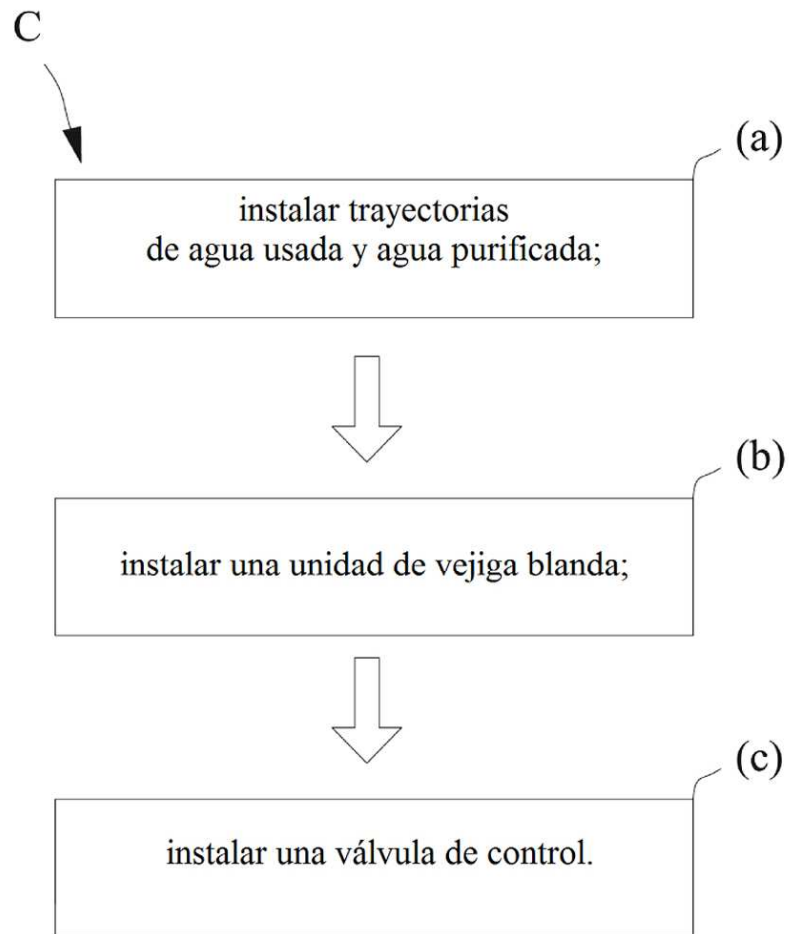 C
(a)
instalar trayectorias
de agua usada y agua purificada;
(b)
instalar una unidad de vejiga blanda;
(c)
instalar una válvula de control.